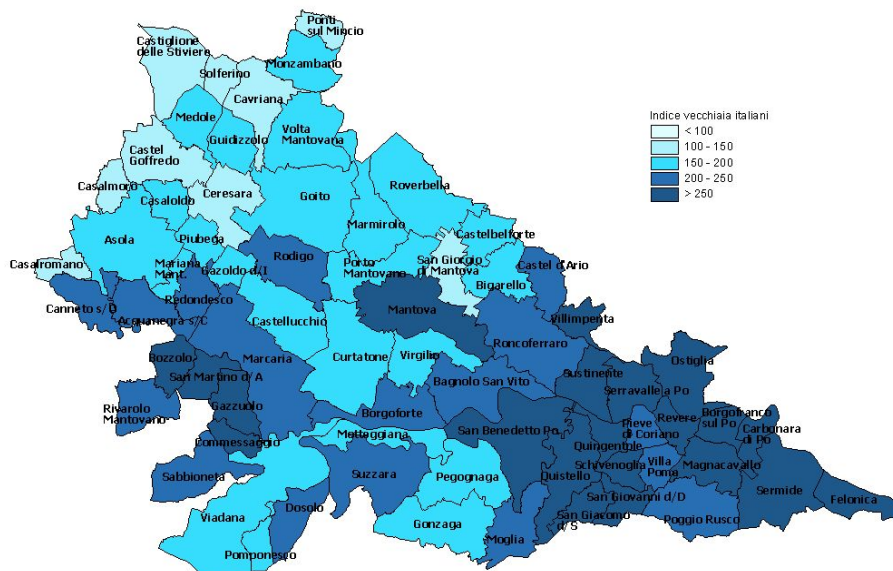 Ponti
sul Mincio
Castiglione
delle Stiviere
Monzambano
Solferino
Cavriana
Medole
Guidizzolo
Volta
Mantovana
Castel
Goffredo
Casalmoro
Casaloldo
Ceresara
Goito
Roverbella
Marmirolo
Asola
Piubega
Castelbelforte
Casalromano
Mariana
Mant.
Gazoldo d/I
Rodigo
Porto
Mantovano
San Giorgio
di Mantova
Castel d'Ario
Bigarello
Canneto s/O
Acquanegra s/C
Redondesco
Castellucchio
Mantova
Villimpenta
Bozzolo
Marcaria
Curtatone
Virgilio
Roncoferraro
Ostiglia
San Martino d/A
Bagnolo San Vito
Sustinente
Serravalle a Po
Rivarolo
Mantovano
Gazzuolo
Borgoforte
Pieve
di Coriano
Revere
Borgofranco
sul Po
Carbonara
di Po
Commessaggio
Motteggiana
San Benedetto Po
Quingentole
Schivenoglia
Villa
Poma
Magnacavallo
Sabbioneta
Suzzara
Pegognaga
Quistello
Sermide
Felonica
Viadana
Dosolo
Gonzaga
San Giovanni d/D
San Giacomo
d/S
Poggio Rusco
Pomponesco
Moglia
Indice vecchiaia italiani
< 100
100 - 150
150 - 200
200 - 250
> 250